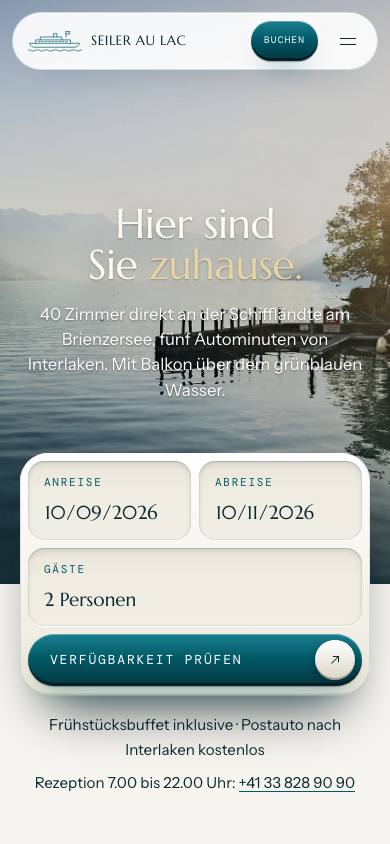 SEILER AU LAC
BUCHEN
Hier sind
Sie zuhause.
40 Zimmer direkt an der Schifflände am
Brienzersee, fünf Autominuten von
Interlaken. Mit Balkon über dem grünblauen
Wasser.
ANREISE
10/09/2026
ABREISE
10/11/2026
GÄSTE
2 Personen
VERFÜGBARKEIT PRÜFEN
Frühstücksbuffet inklusive · Postauto nach
Interlaken kostenlos
Rezeption 7.00 bis 22.00 Uhr: +41 33 828 90 90